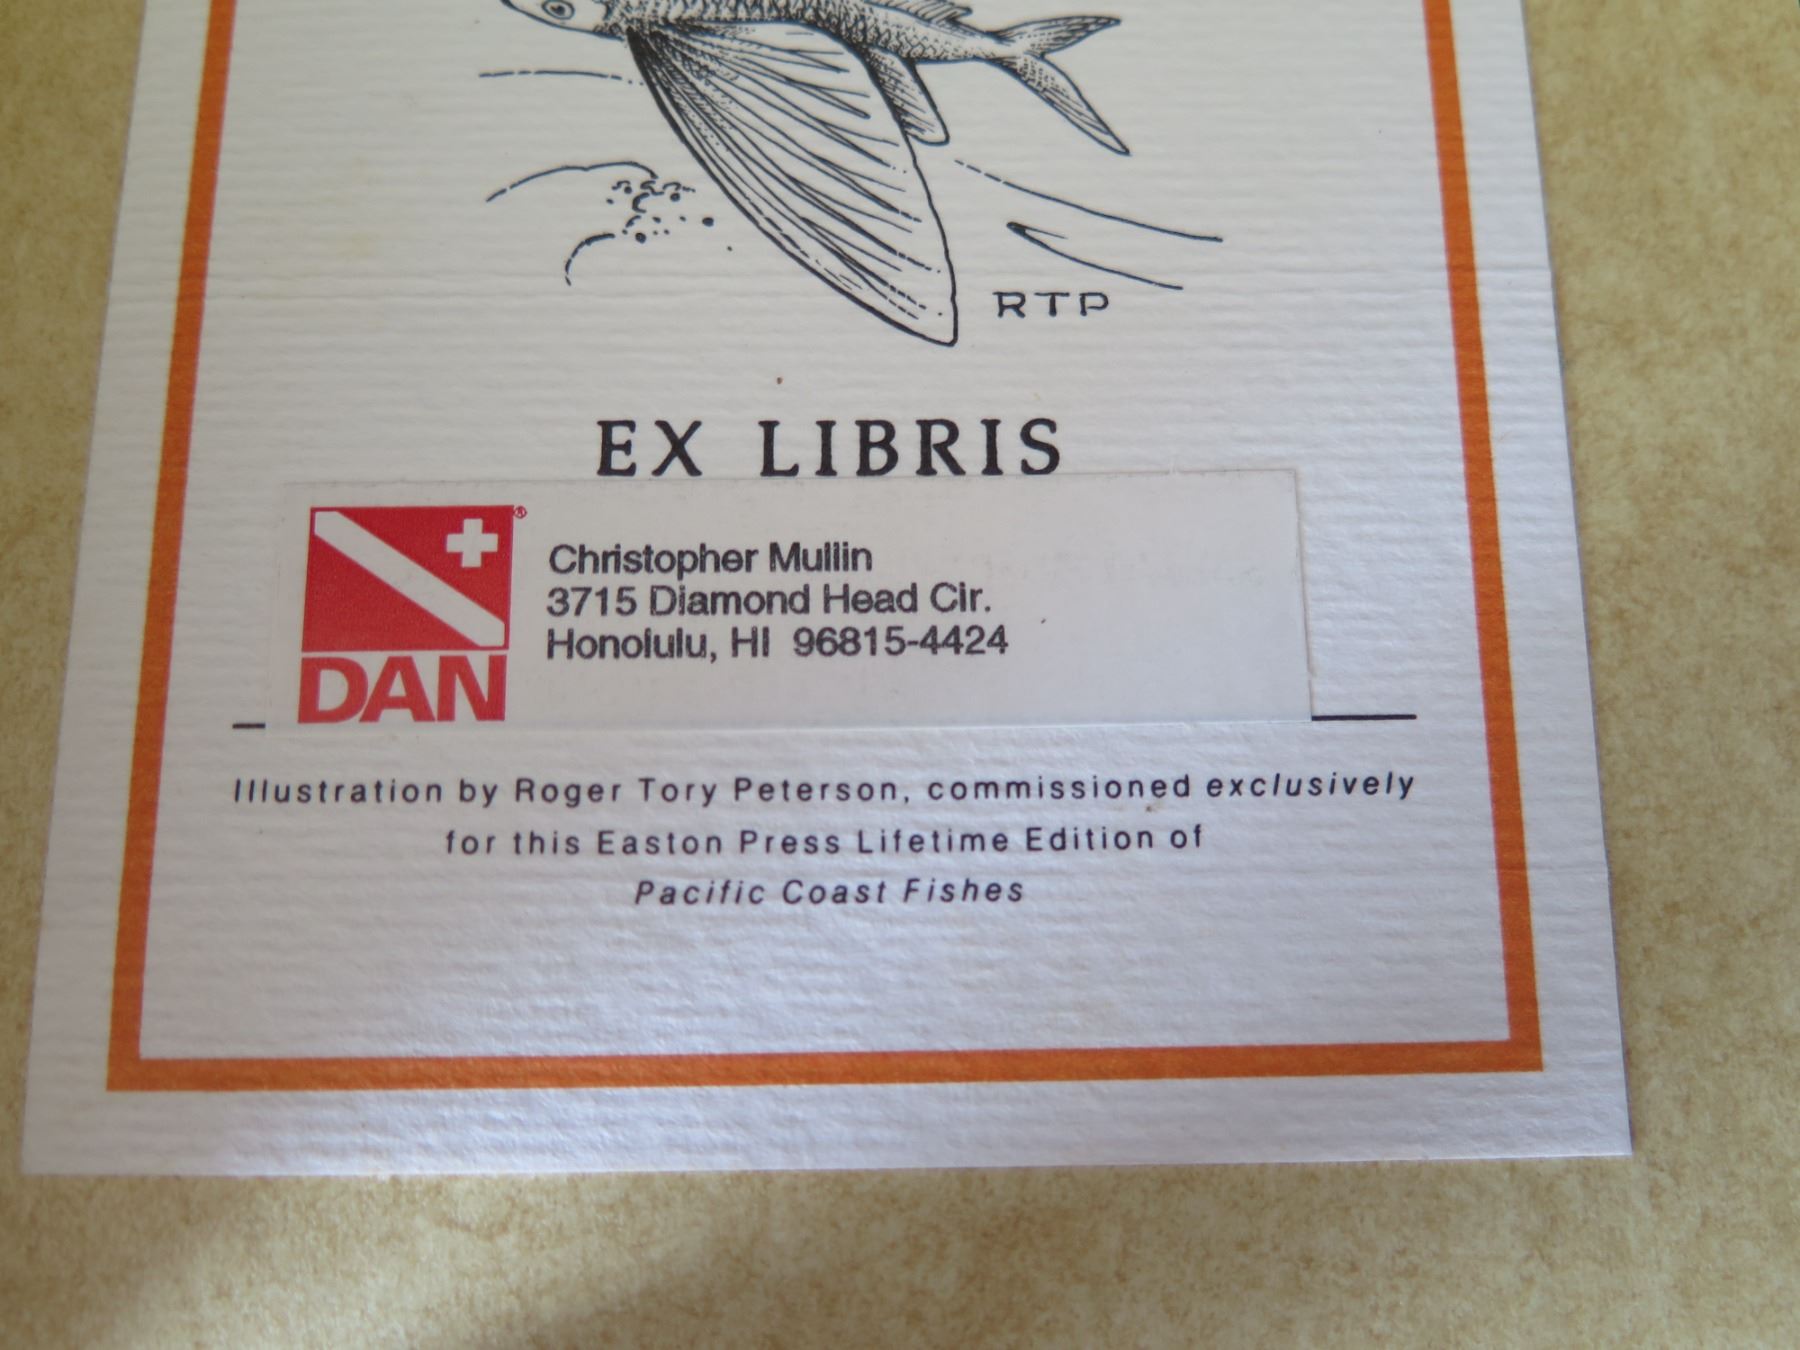 RTP
EX LIBRIS
DAN®
Christopher Mullin
3715 Diamond Head Cir.
Honolulu, HI 96815-4424
Illustration by Roger Tory Peterson, commissioned exclusively
for this Easton Press Lifetime Edition of
Pacific Coast Fishes